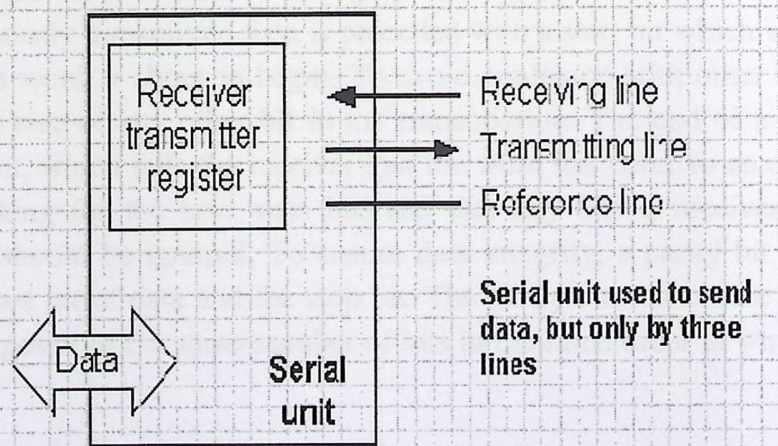 Receiver
transmitter
register
Receiving line
Transmitting line
Reference line
Serial unit used to send
data, but only by three
lines
Data
Serial
unit